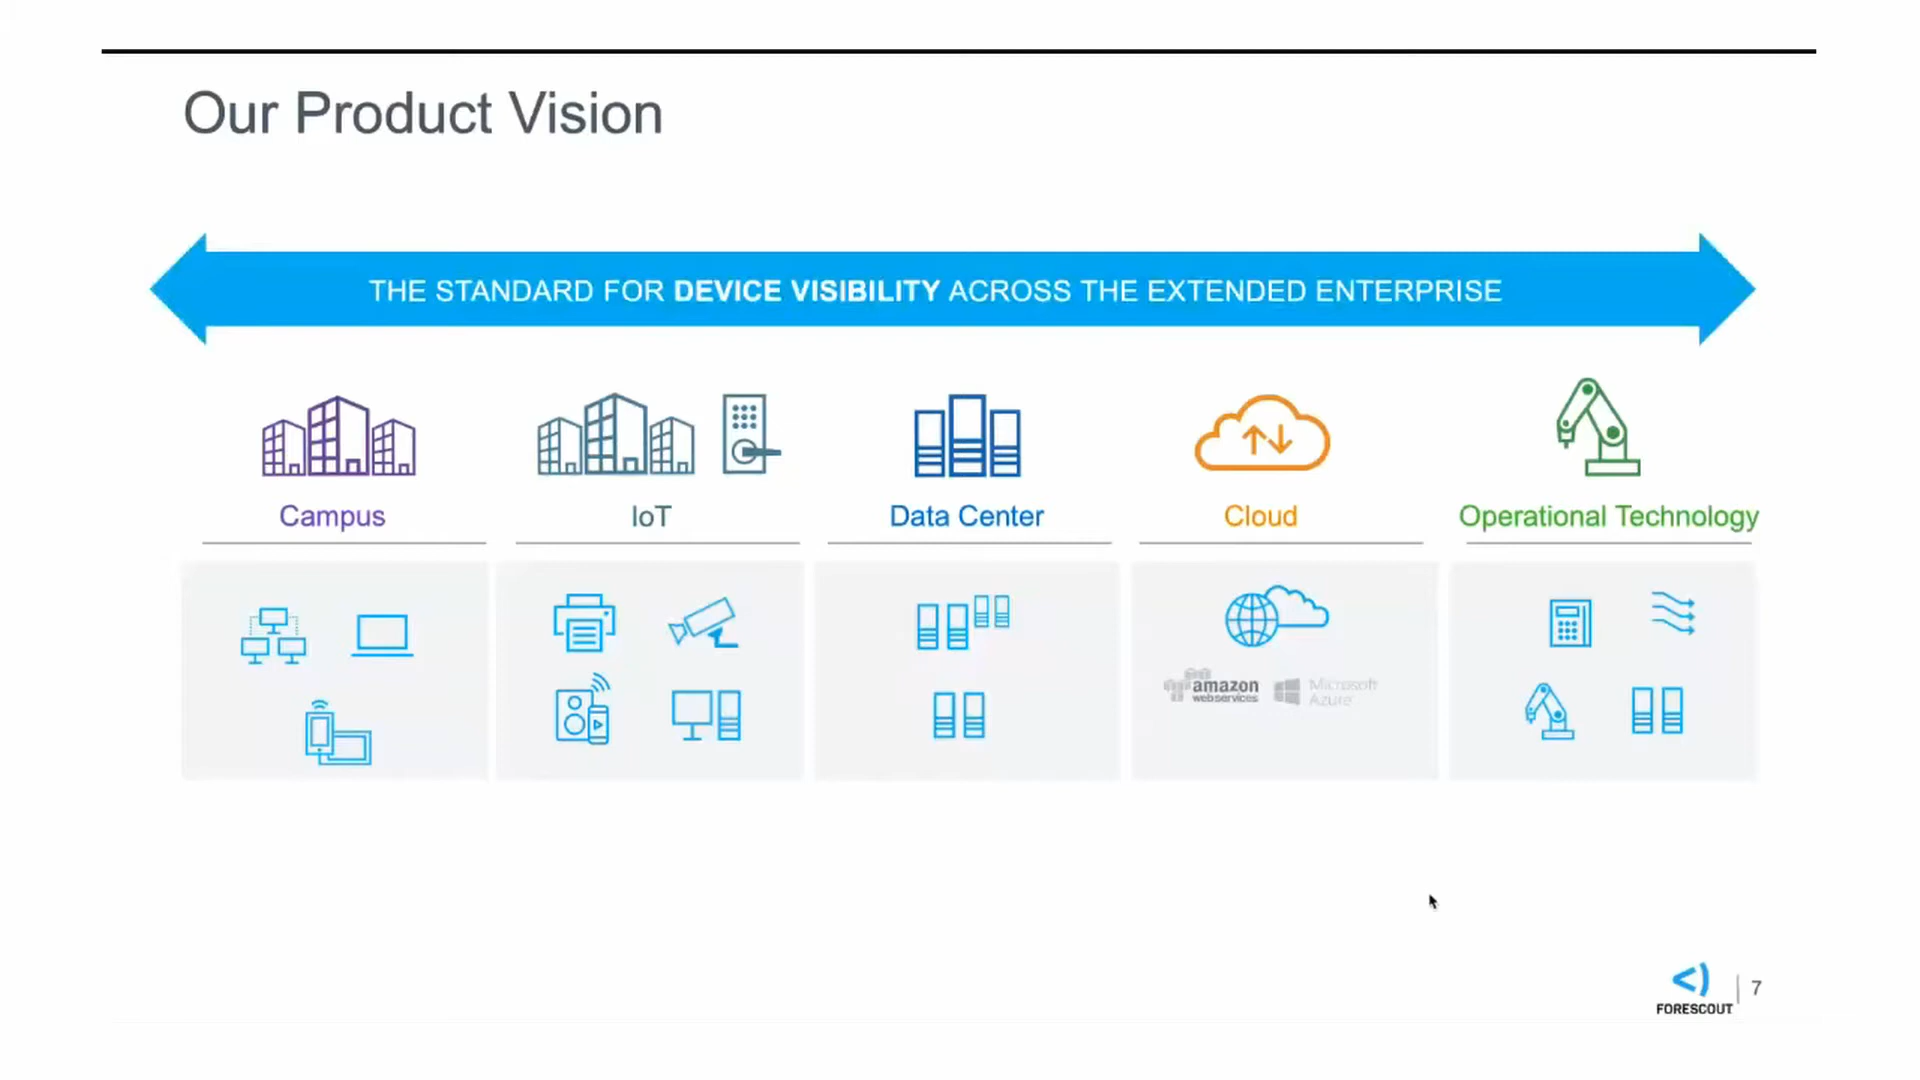 Our Product Vision
THE STANDARD FOR DEVICE VISIBILITY ACROSS THE EXTENDED ENTERPRISE
Campus
IoT
Data Center
Cloud
Operational Technology
amazon
webservices
Microsoft
Azure
FORESCOUT
7